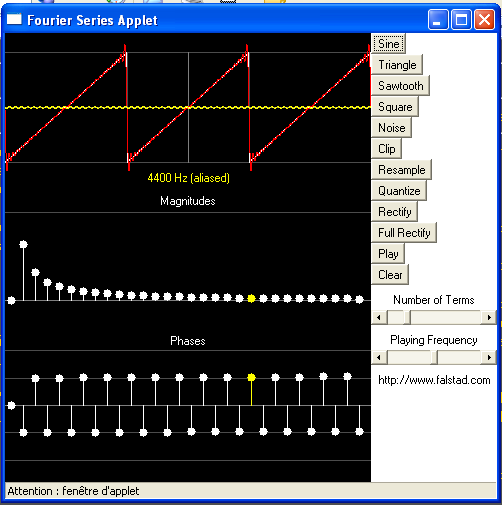 Fourier Series Applet
Sine
Triangle
Sawtooth
Square
Noise
Clip
Resample
Quantize
Rectify
Full Rectify
Play
Clear
Number of Terms
Playing Frequency
http://www.falstad.com
4400 Hz (aliased)
Magnitudes
Phases
Attention : fenêtre d'applet